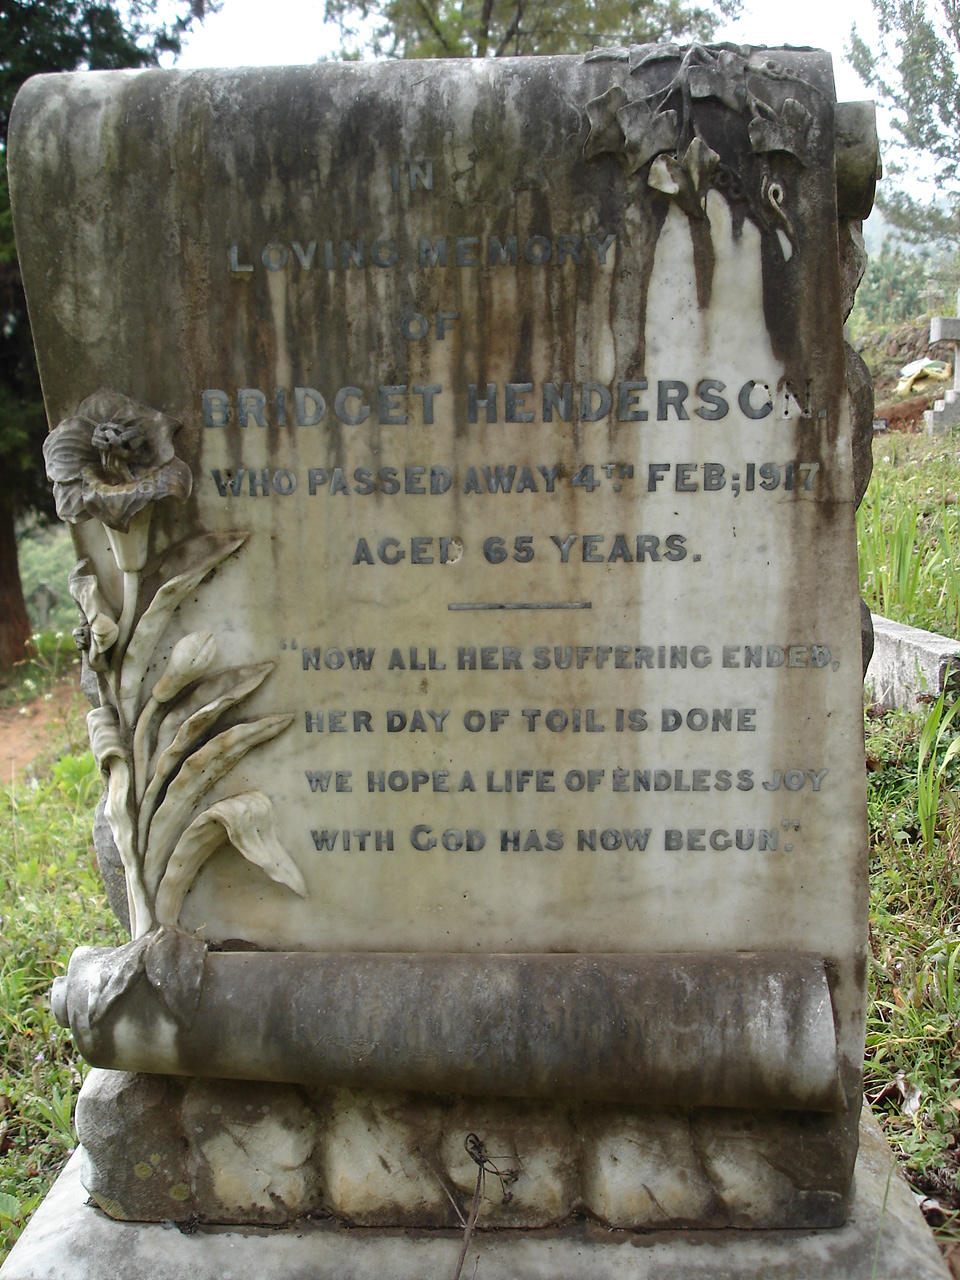 IN
LOVING MEMORY
OF
BRIDGET HENDERSON.
WHO PASSED AWAY 4TH FEB; 1917
AGED 65 YEARS.
"NOW ALL HER SUFFERING ENDED,
HER DAY OF TOIL IS DONE
WE HOPE A LIFE OF ENDLESS JOY
WITH GOD HAS NOW BEGUN".